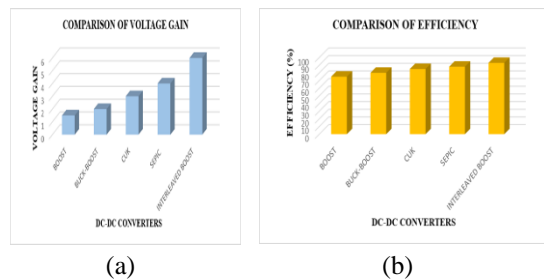 COMPARISON OF VOLTAGE GAIN
VOLTAGE GAIN
6
5
4
3
2
1
0
BOOST
BUCK-BOOST
CUK
SEPIC
INTERLEAVED BOOST
DC-DC CONVERTERS
(a)
COMPARISON OF EFFICIENCY
EFFICIENCY (%)
100
90
80
70
60
50
40
30
20
10
0
BOOST
BUCK-BOOST
CUK
SEPIC
INTERLEAVED BOOST
DC-DC CONVERTERS
(b)